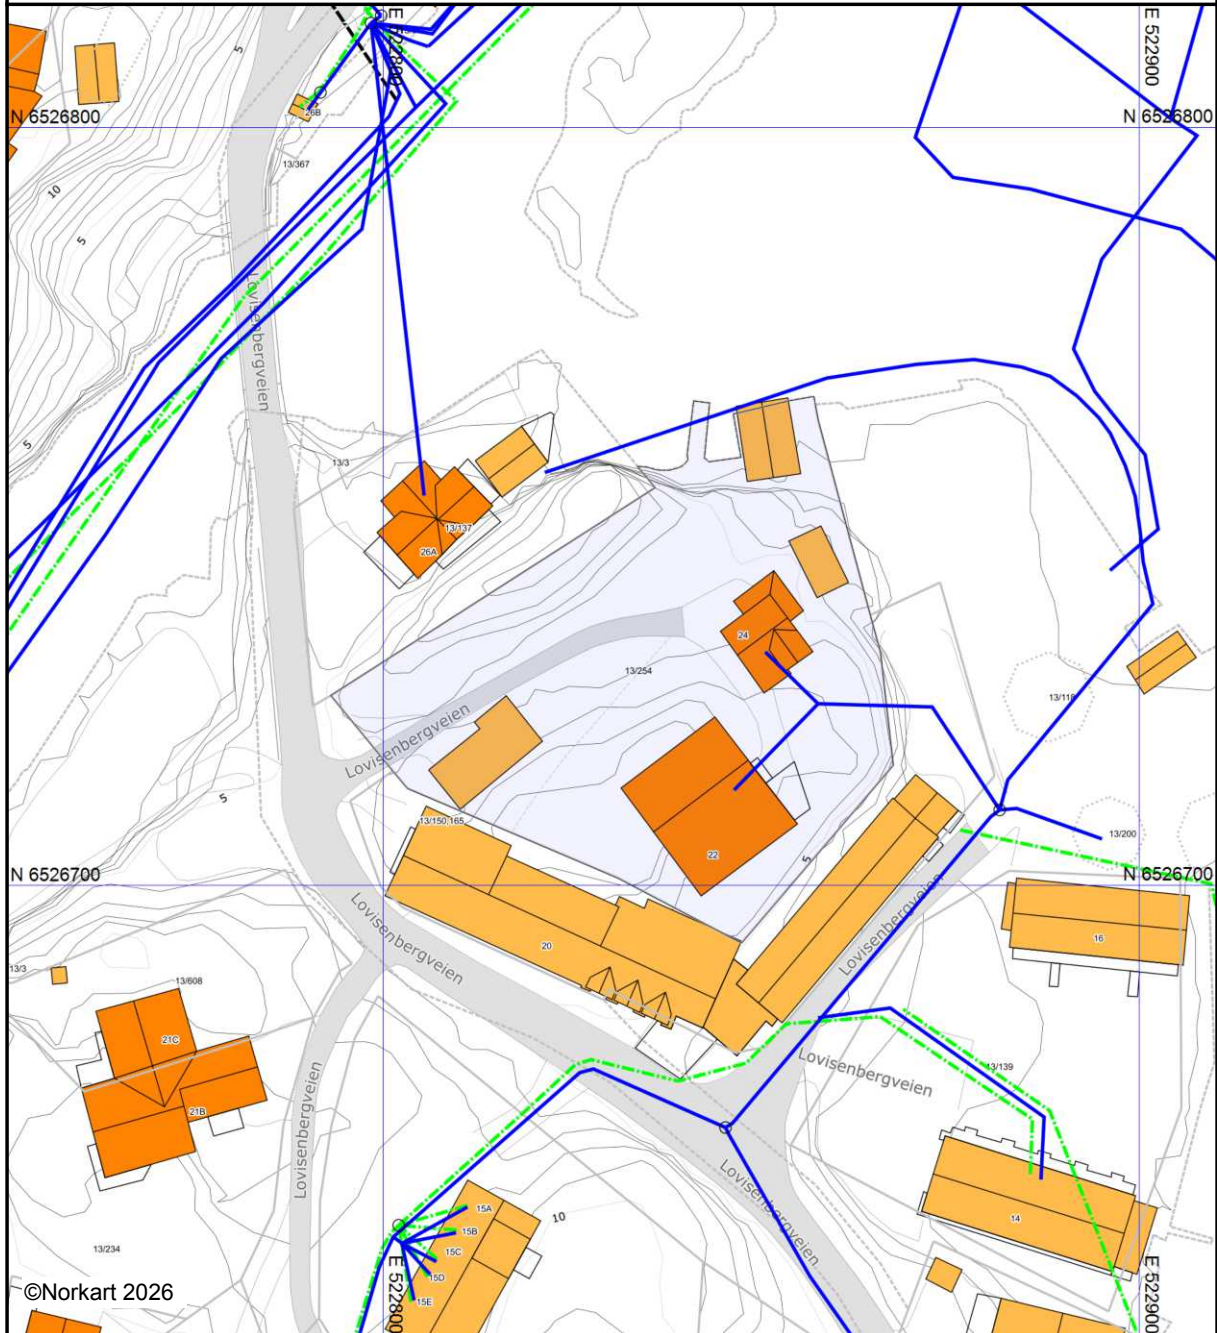 E 522800
E 522900
5
26B
N 6526800
N 6526800
13/367
10
5
Lovisenbergveien
5
13/3
13/137
26A
24
13/254
13/118
Lovisenbergveien
5
13/150,165
13/200
22
5
N 6526700
N 6526700
Lovisenbergveien
Lovisenbergveien
20
16
13/3
13/608
21C
13/139
Lovisenbergveien
21B
Lovisenbergveien
Lovisenbergveien
15A
10
14
15B
15C
13/234
15D
E 522800
E 522900
©Norkart 2026
15E